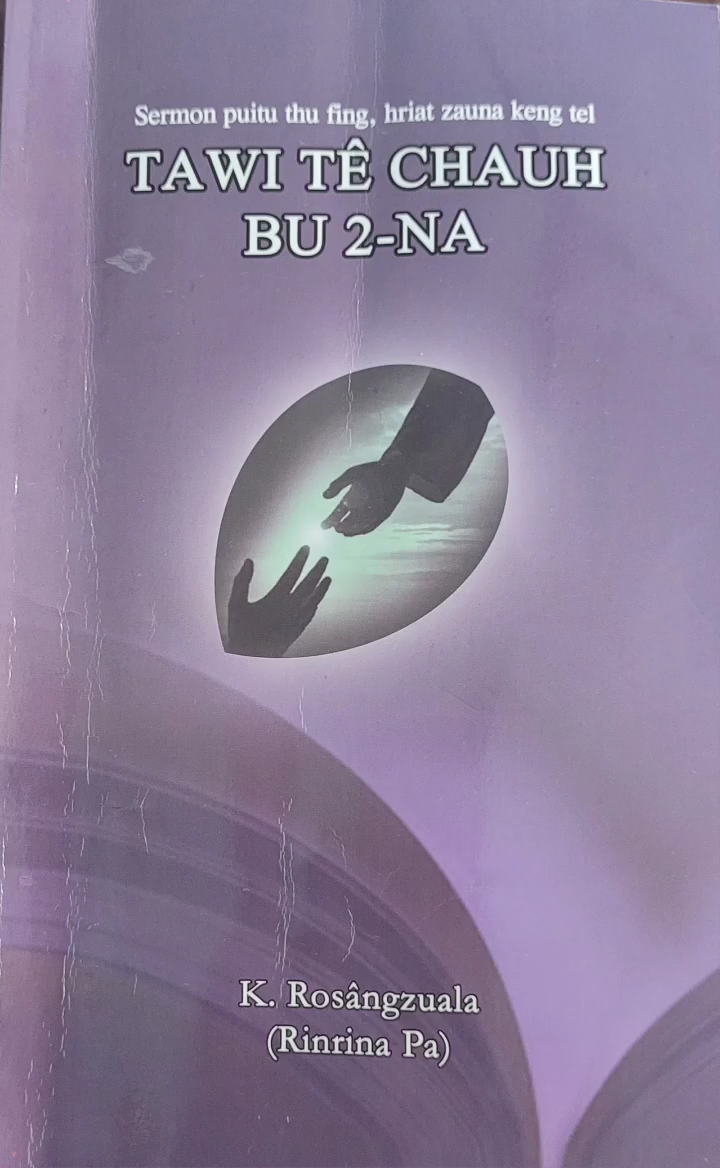 Sermon puitu thu fing, hriat zauna keng tel
TAWI TÊ CHAUH
BU 2-NA
K. Rosângzuala
(Rinrina Pa)